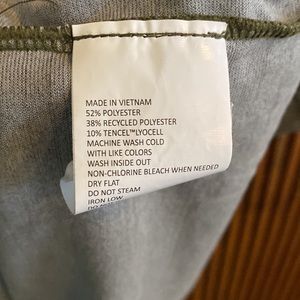 MADE IN VIETNAM
52% POLYESTER
38% RECYCLED POLYESTER
10% TENCEL™LYOCELL
MACHINE WASH COLD
WITH LIKE COLORS
WASH INSIDE OUT
NON-CHLORINE BLEACH WHEN NEEDED
DRY FLAT
DO NOT STEAM
IRON LOW